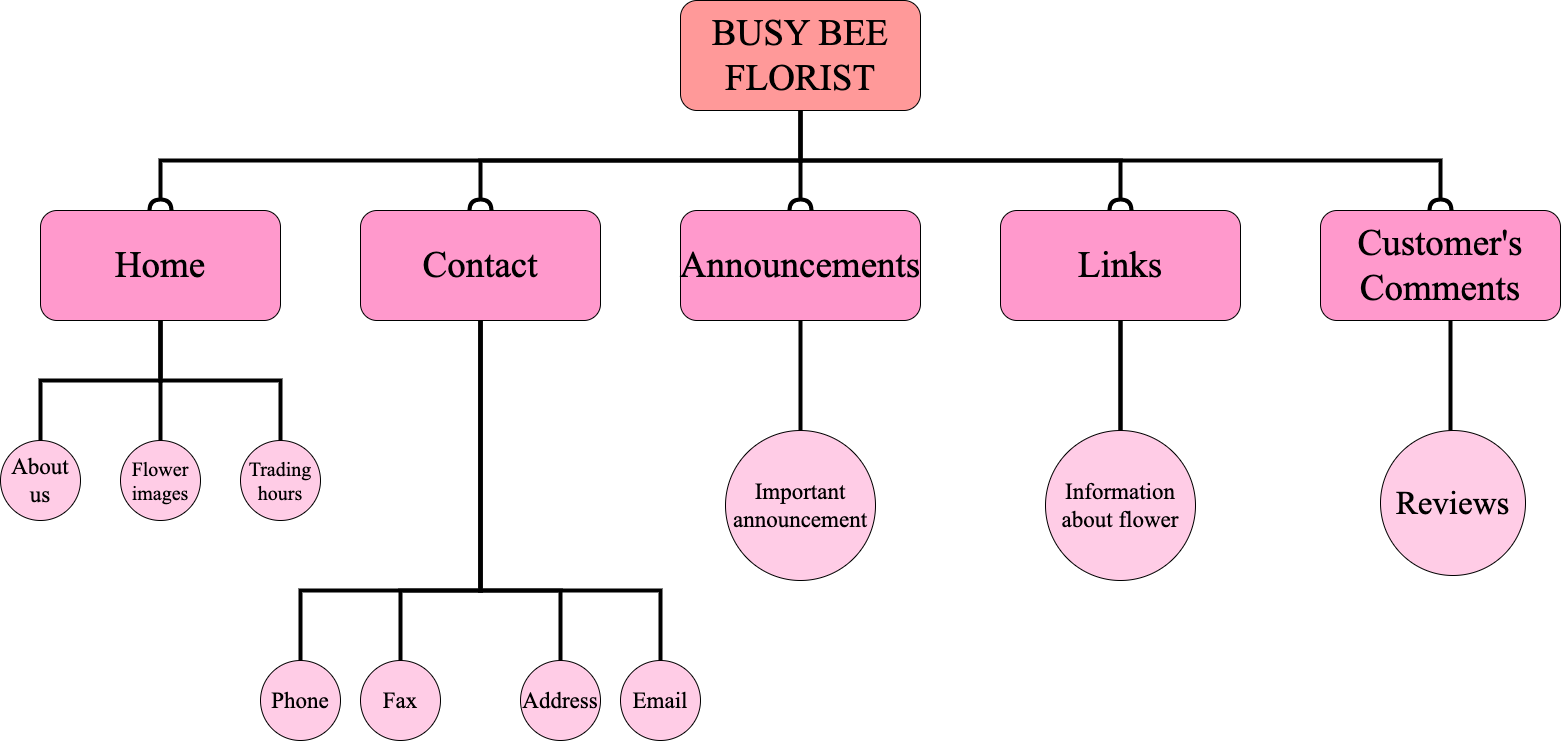 BUSY BEE
FLORIST
Home
Contact
Announcements
Links
Customer's
Comments
About
us
Flower
images
Trading
hours
Important
announcement
Information
about flower
Reviews
Phone
Fax
Address
Email